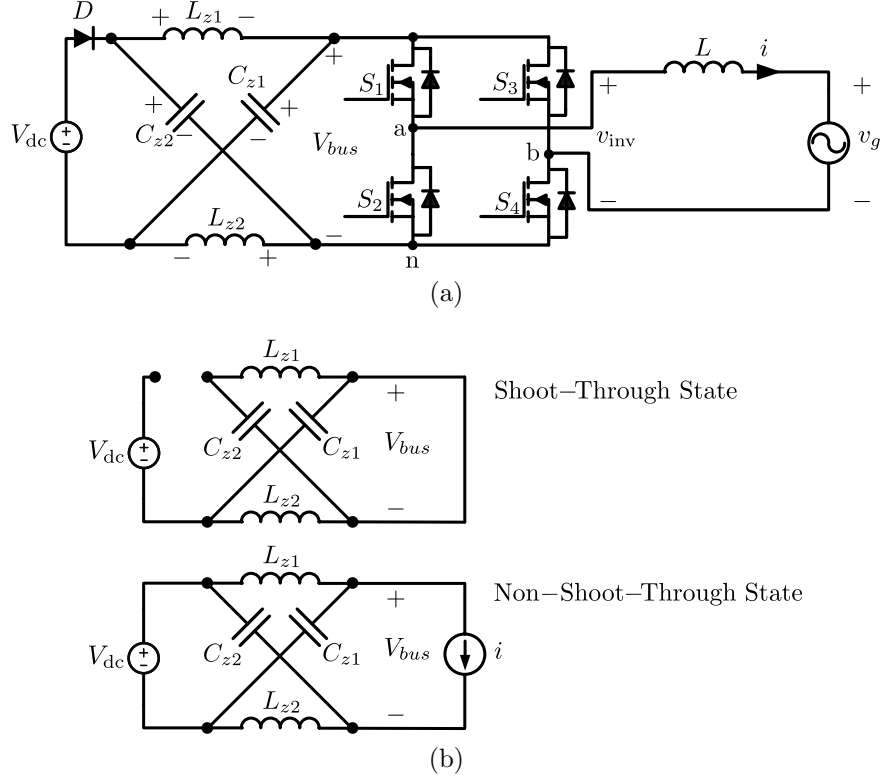 D
+ L_{z1} −
C_{z1}
+ C_{z2} −
+ −
V_{dc}
+
−
L_{z2}
− +
+
V_{bus}
−
S_1
S_3
a
b
S_2
S_4
n
+
v_{inv}
−
L
i
+
v_g
−
(a)
L_{z1}
C_{z2}
C_{z1}
L_{z2}
V_{dc}
+
−
+
V_{bus}
−
Shoot−Through State
L_{z1}
C_{z2}
C_{z1}
L_{z2}
V_{dc}
+
−
+
V_{bus}
−
i
Non−Shoot−Through State
(b)